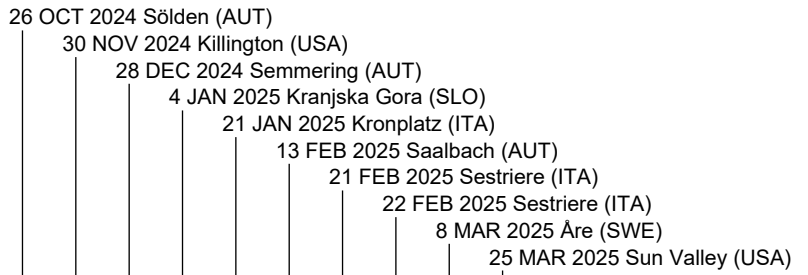 26 OCT 2024 Sölden (AUT)
30 NOV 2024 Killington (USA)
28 DEC 2024 Semmering (AUT)
4 JAN 2025 Kranjska Gora (SLO)
21 JAN 2025 Kronplatz (ITA)
13 FEB 2025 Saalbach (AUT)
21 FEB 2025 Sestriere (ITA)
22 FEB 2025 Sestriere (ITA)
8 MAR 2025 Åre (SWE)
25 MAR 2025 Sun Valley (USA)